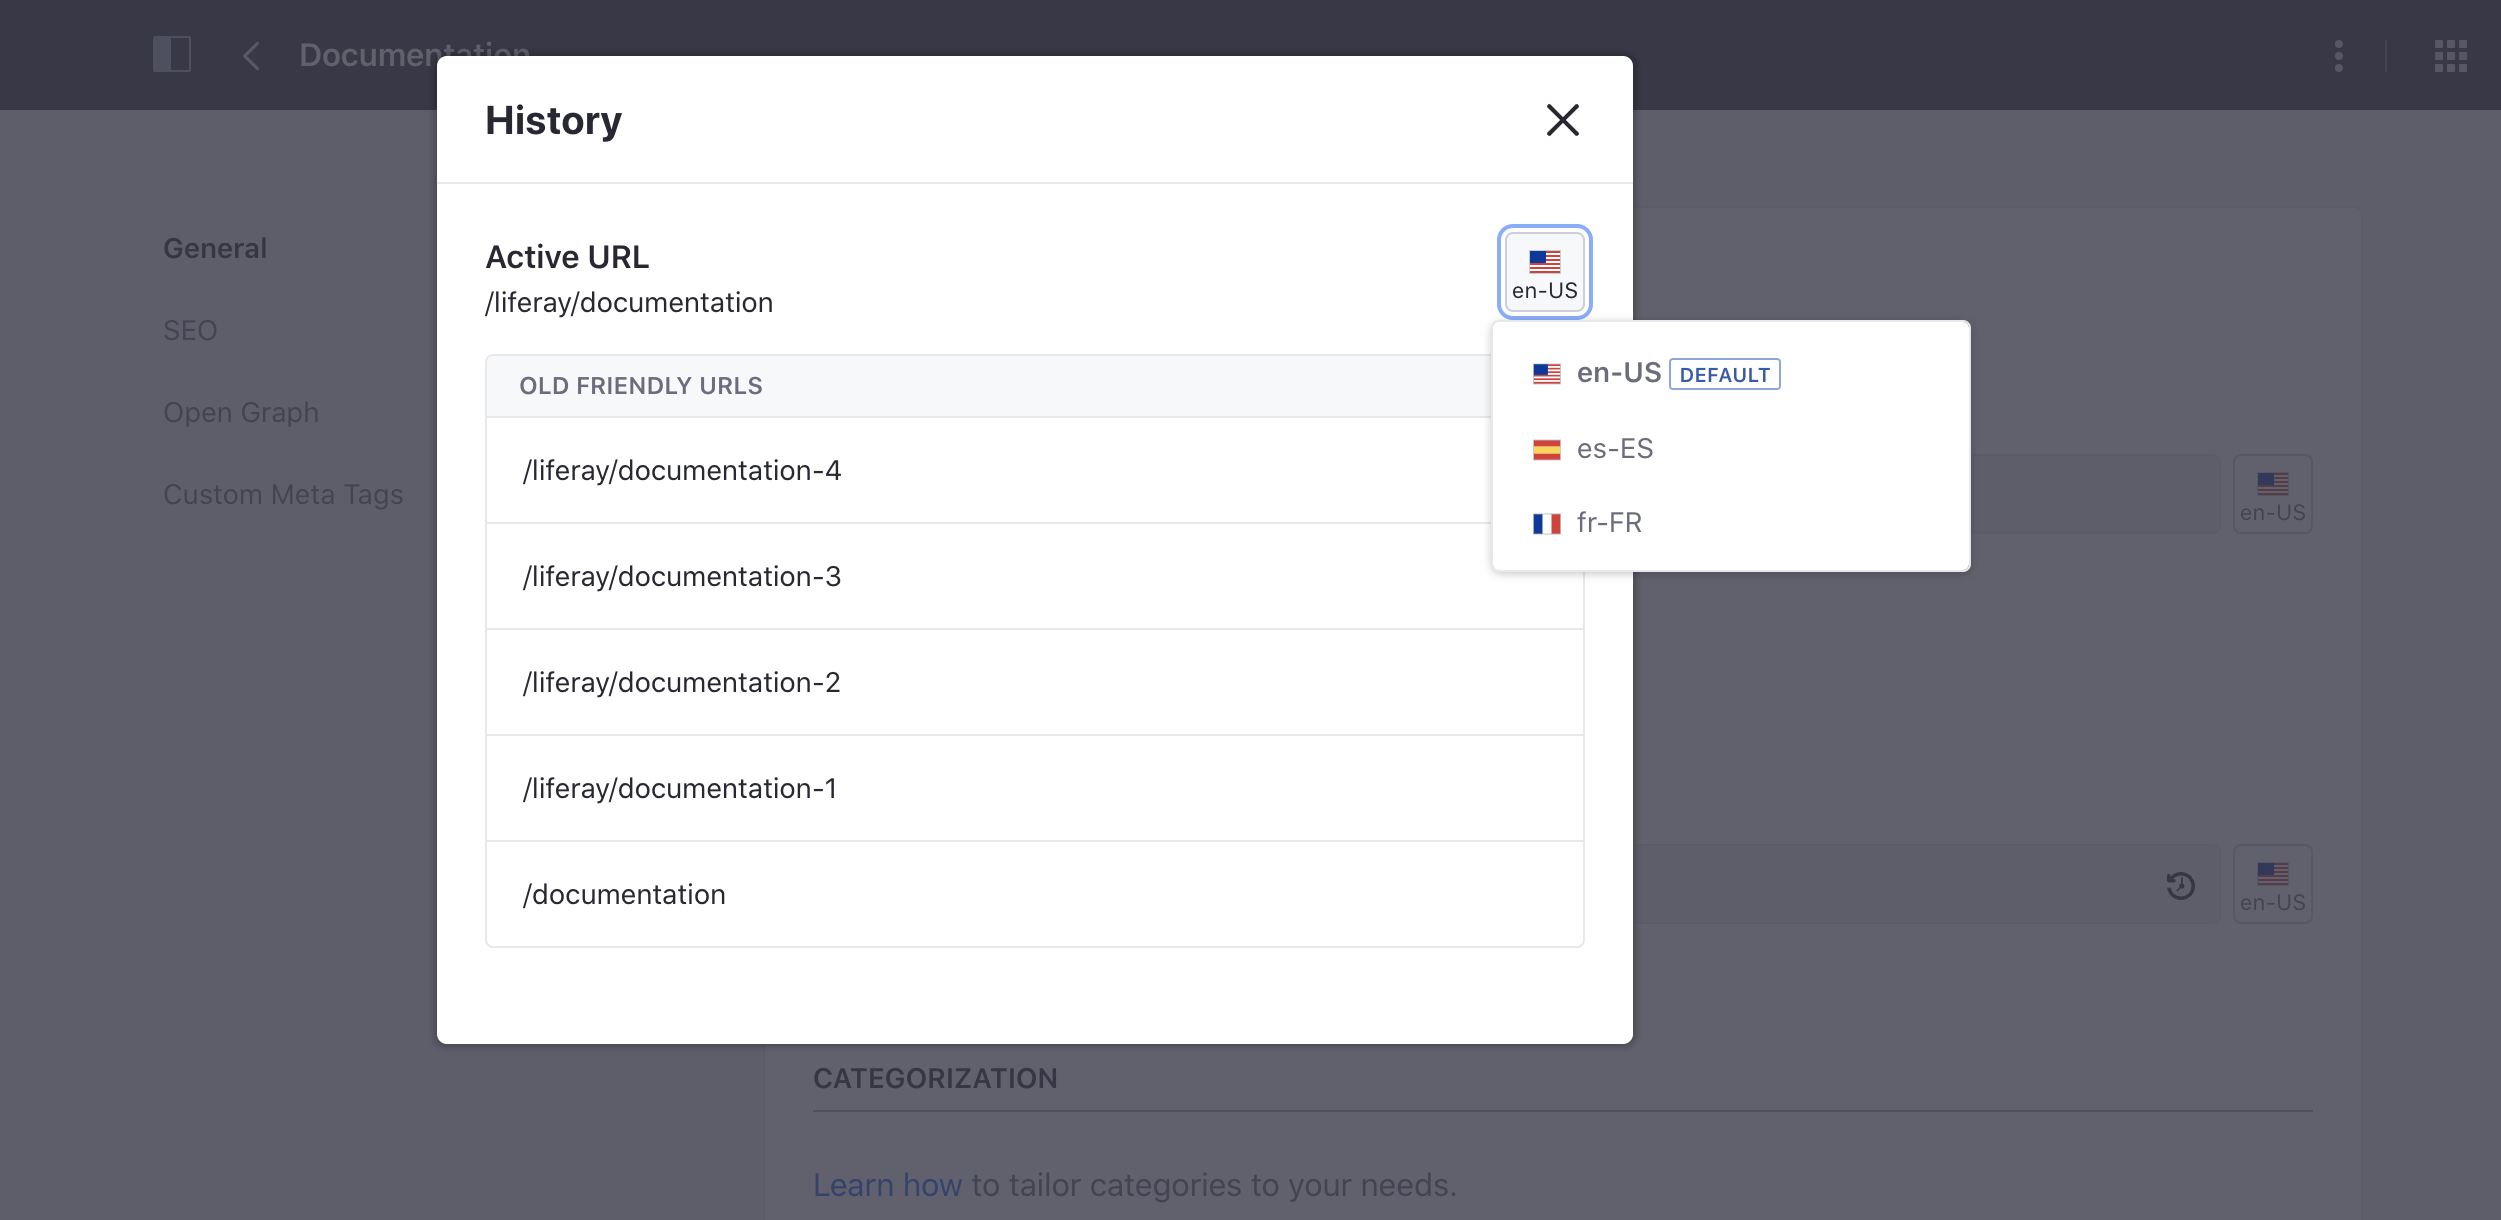 Documentation
History
General
SEO
Open Graph
Custom Meta Tags
Active URL
/liferay/documentation
en-US
en-US DEFAULT
es-ES
fr-FR
OLD FRIENDLY URLS
/liferay/documentation-4
/liferay/documentation-3
/liferay/documentation-2
/liferay/documentation-1
/documentation
en-US
en-US
CATEGORIZATION
Learn how to tailor categories to your needs.